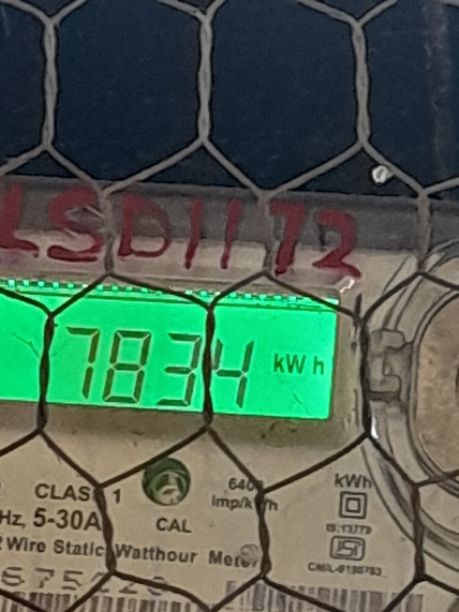 LSD1172
7834 kWh
CLASS 1
6400 imp/kWh
kWh
Hz, 5-30A
CAL
IS:13779
Wire Static Watthour Meter